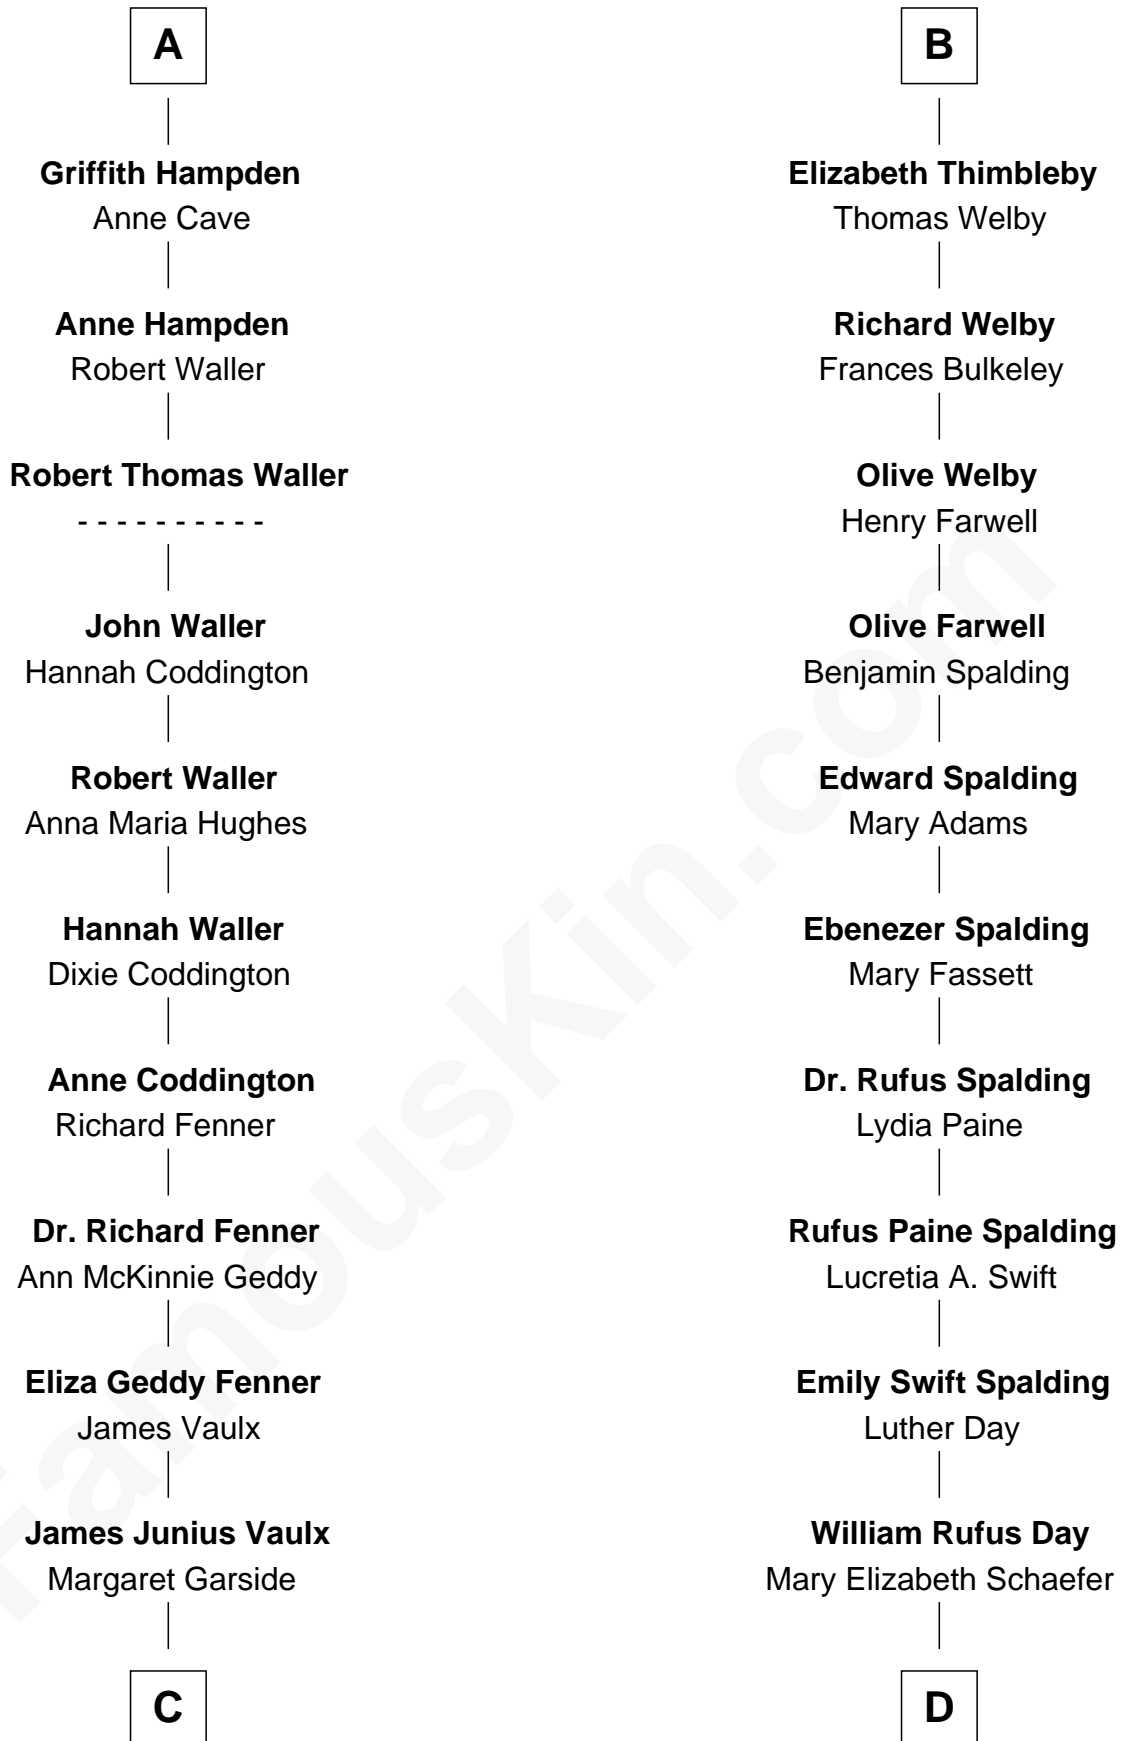 A
Griffith Hampden
Anne Cave
Anne Hampden
Robert Waller
Robert Thomas Waller
- - - - - - - - - -
John Waller
Hannah Coddington
Robert Waller
Anna Maria Hughes
Hannah Waller
Dixie Coddington
Anne Coddington
Richard Fenner
Dr. Richard Fenner
Ann McKinnie Geddy
Eliza Geddy Fenner
James Vaulx
James Junius Vaulx
Margaret Garside
C
B
Elizabeth Thimbleby
Thomas Welby
Richard Welby
Frances Bulkeley
Olive Welby
Henry Farwell
Olive Farwell
Benjamin Spalding
Edward Spalding
Mary Adams
Ebenezer Spalding
Mary Fassett
Dr. Rufus Spalding
Lydia Paine
Rufus Paine Spalding
Lucretia A. Swift
Emily Swift Spalding
Luther Day
William Rufus Day
Mary Elizabeth Schaefer
D
FamousKin.com